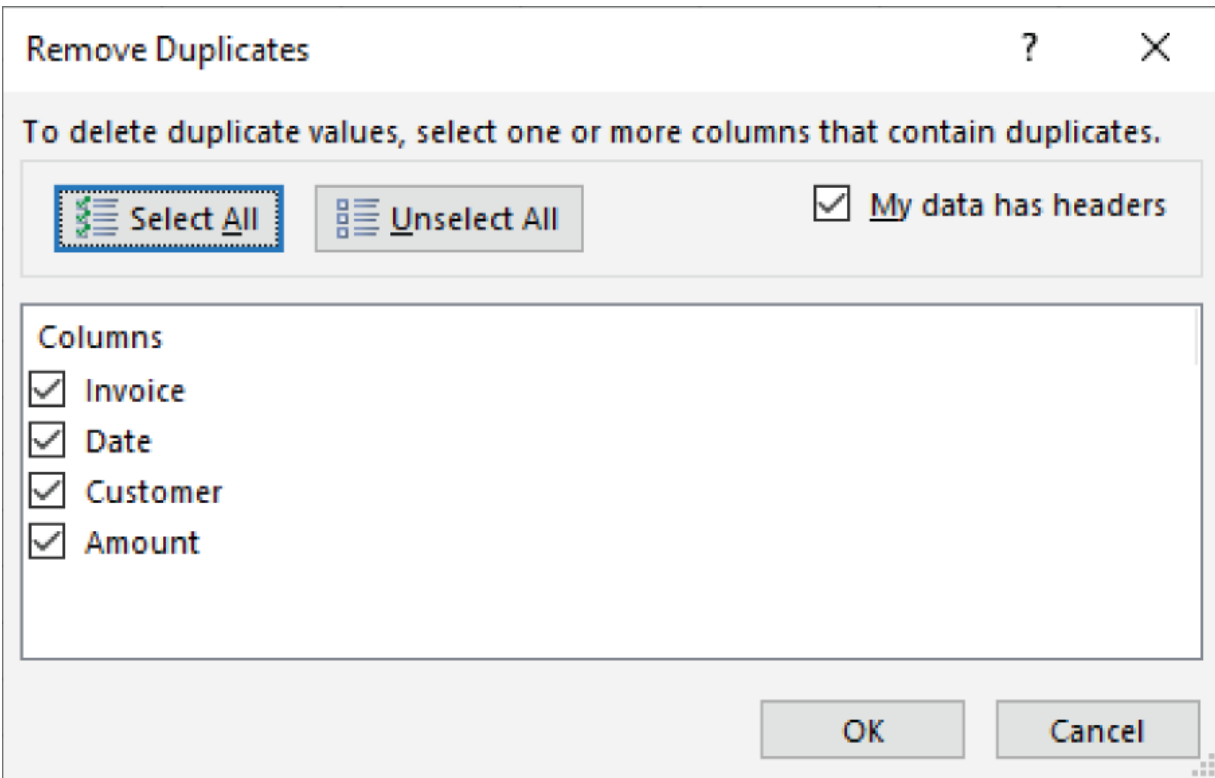 Remove Duplicates ?
To delete duplicate values, select one or more columns that contain duplicates.
Select All Unselect All My data has headers
Columns
Invoice
Date
Customer
Amount
OK Cancel